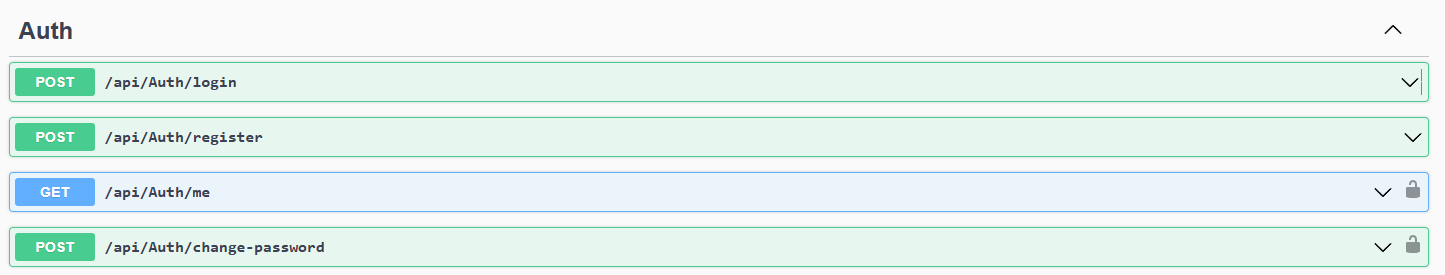 Auth
POST /api/Auth/login
POST /api/Auth/register
GET /api/Auth/me
POST /api/Auth/change-password